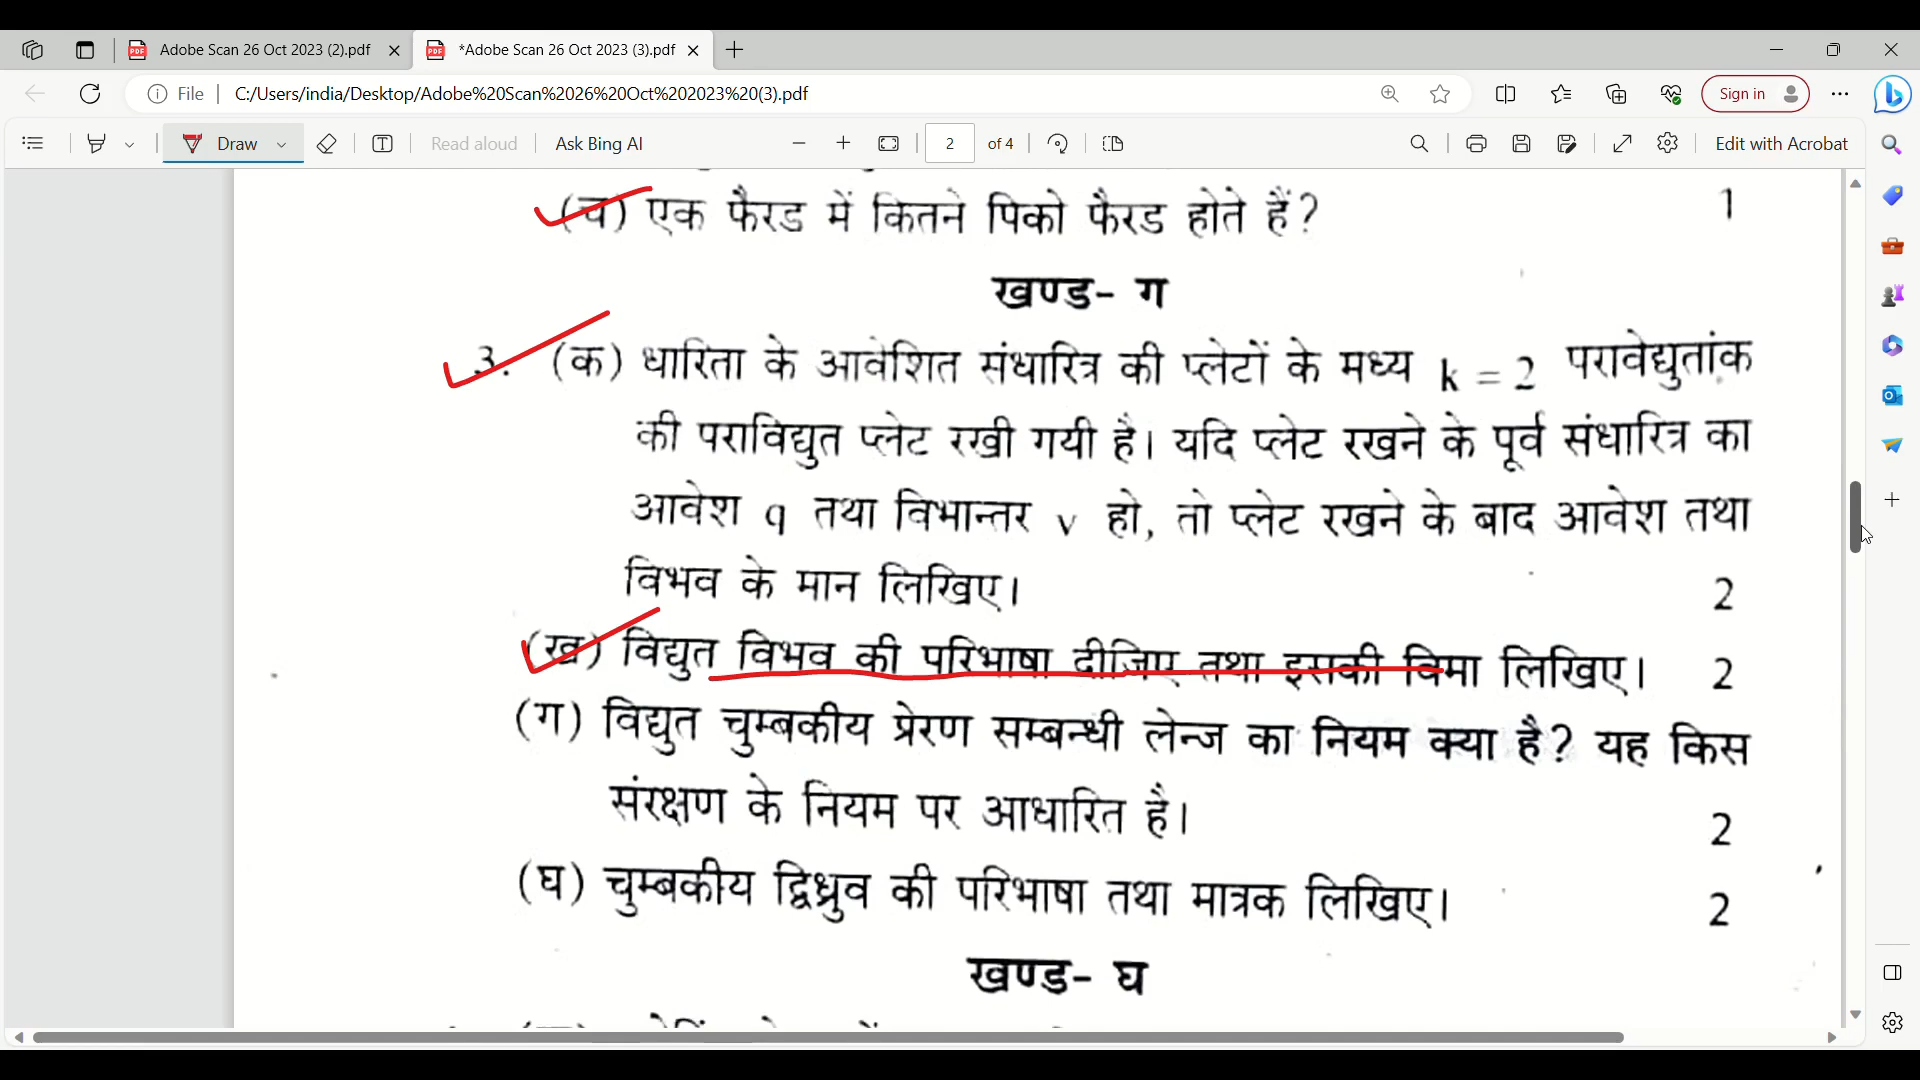 Adobe Scan 26 Oct 2023 (2).pdf
*Adobe Scan 26 Oct 2023 (3).pdf
File
C:/Users/india/Desktop/Adobe%20Scan%2026%20Oct%202023%20(3).pdf
Sign in
Draw
Read aloud
Ask Bing AI
2 of 4
Edit with Acrobat
(च) एक फैरड में कितने पिको फैरड होते हैं? 1
खण्ड- ग
3. (क) धारिता के आवेशित संधारित्र की प्लेटों के मध्य k = 2 परावेद्युतांक
की पराविद्युत प्लेट रखी गयी है। यदि प्लेट रखने के पूर्व संधारित्र का
आवेश q तथा विभान्तर v हो, तो प्लेट रखने के बाद आवेश तथा
विभव के मान लिखिए। 2
(ख) विद्युत विभव की परिभाषा दीजिए तथा इसकी विमा लिखिए। 2
(ग) विद्युत चुम्बकीय प्रेरण सम्बन्धी लेन्ज का नियम क्या है? यह किस
संरक्षण के नियम पर आधारित है। 2
(घ) चुम्बकीय द्विध्रुव की परिभाषा तथा मात्रक लिखिए। 2
खण्ड- घ